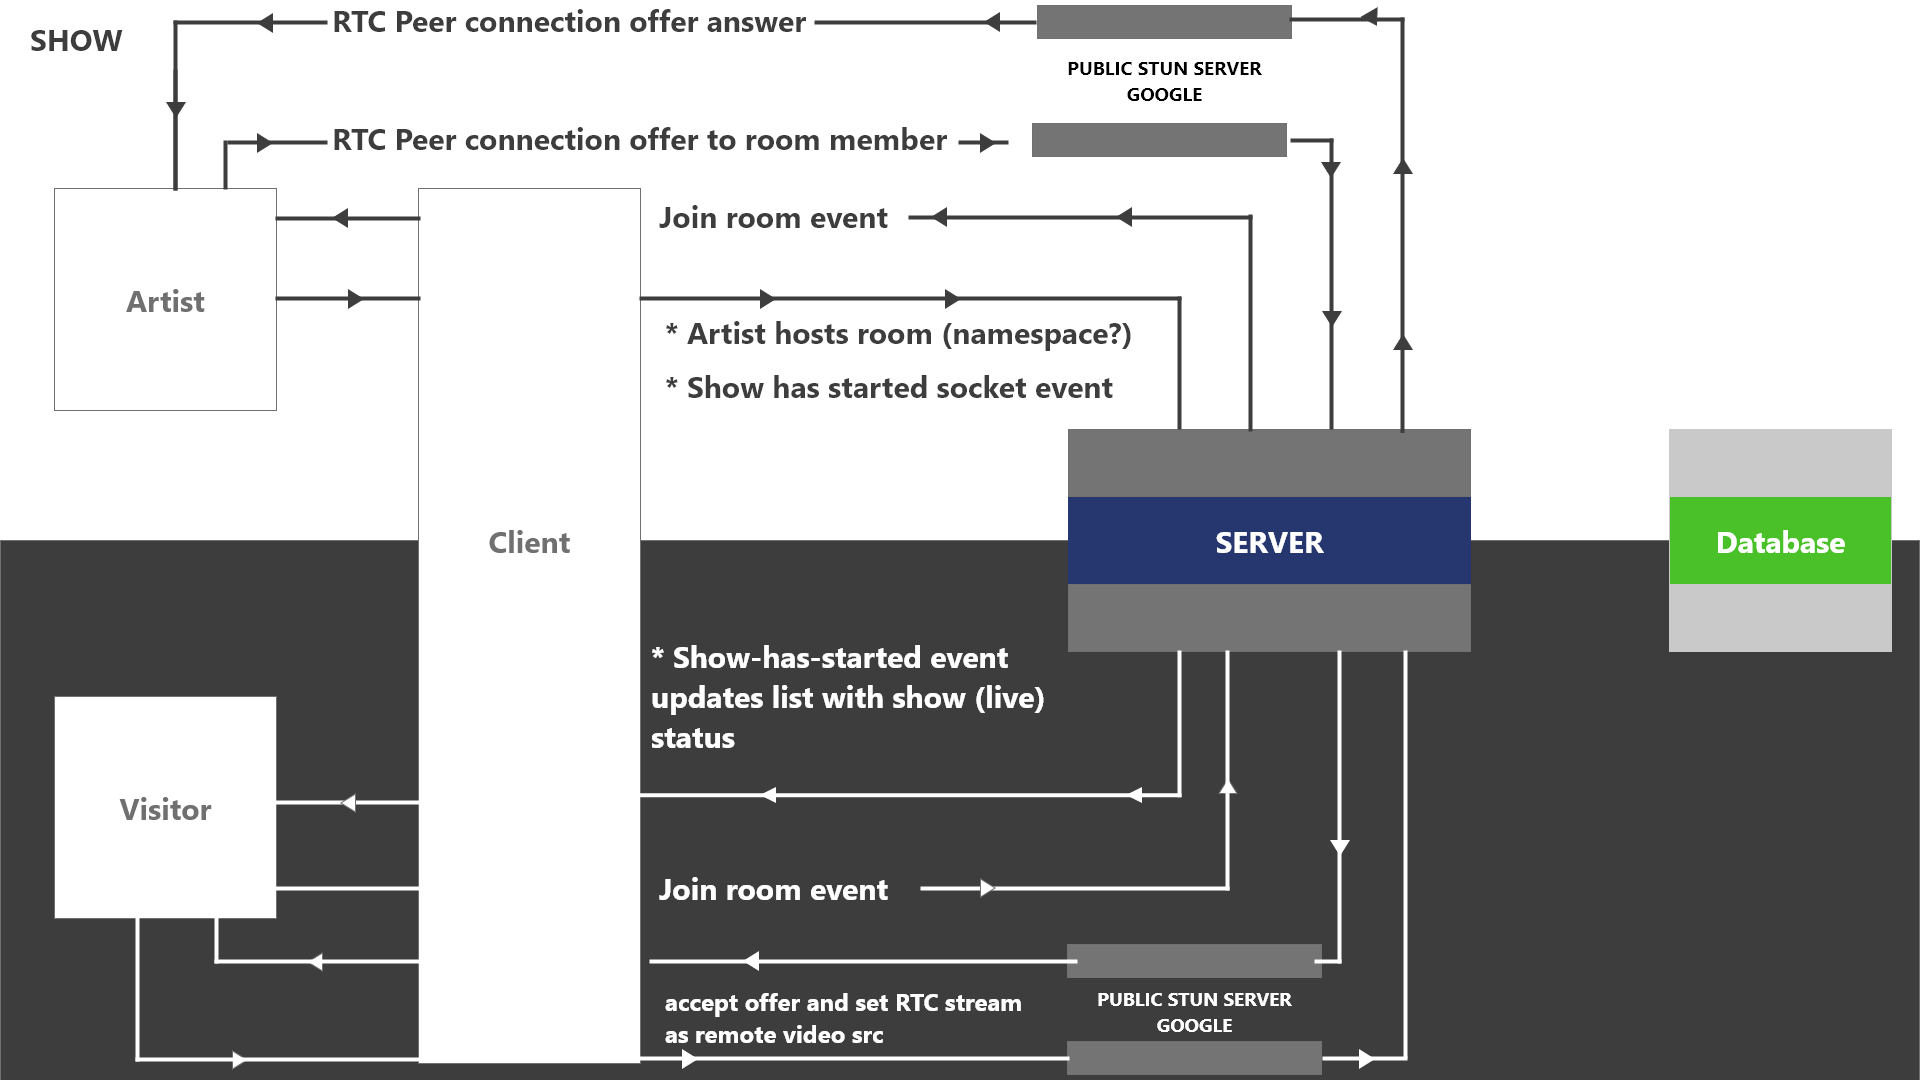 SHOW
RTC Peer connection offer answer
PUBLIC STUN SERVER
GOOGLE
RTC Peer connection offer to room member
Join room event
Artist
* Artist hosts room (namespace?)
* Show has started socket event
Client
SERVER
Database
* Show-has-started event
updates list with show (live)
status
Visitor
Join room event
accept offer and set RTC stream
as remote video src
PUBLIC STUN SERVER
GOOGLE